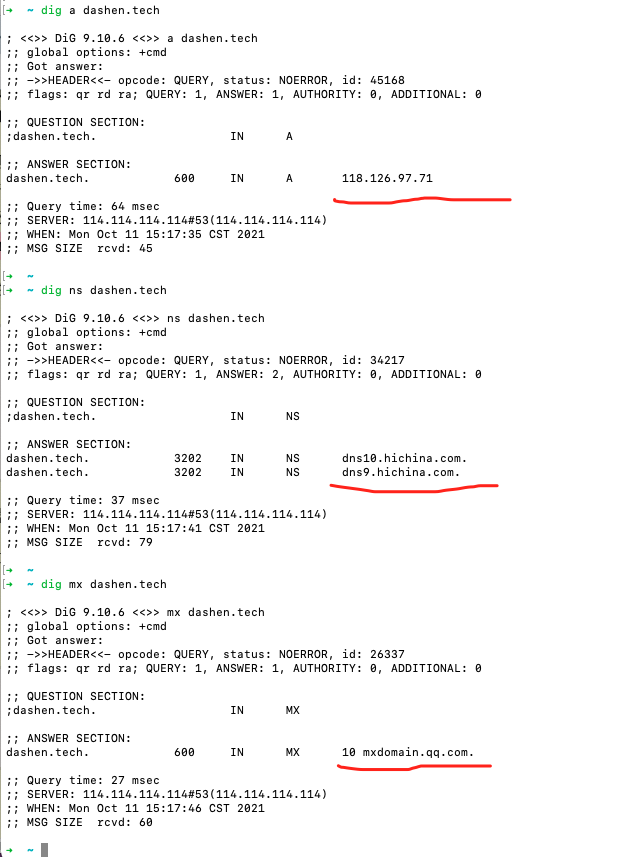 [➜  ~ dig a dashen.tech

; <<>> DiG 9.10.6 <<>> a dashen.tech
;; global options: +cmd
;; Got answer:
;; ->>HEADER<<- opcode: QUERY, status: NOERROR, id: 45168
;; flags: qr rd ra; QUERY: 1, ANSWER: 1, AUTHORITY: 0, ADDITIONAL: 0

;; QUESTION SECTION:
;dashen.tech. IN A

;; ANSWER SECTION:
dashen.tech. 600 IN A 118.126.97.71

;; Query time: 64 msec
;; SERVER: 114.114.114.114#53(114.114.114.114)
;; WHEN: Mon Oct 11 15:17:35 CST 2021
;; MSG SIZE  rcvd: 45

[➜  ~
[➜  ~ dig ns dashen.tech

; <<>> DiG 9.10.6 <<>> ns dashen.tech
;; global options: +cmd
;; Got answer:
;; ->>HEADER<<- opcode: QUERY, status: NOERROR, id: 34217
;; flags: qr rd ra; QUERY: 1, ANSWER: 2, AUTHORITY: 0, ADDITIONAL: 0

;; QUESTION SECTION:
;dashen.tech. IN NS

;; ANSWER SECTION:
dashen.tech. 3202 IN NS dns10.hichina.com.
dashen.tech. 3202 IN NS dns9.hichina.com.

;; Query time: 37 msec
;; SERVER: 114.114.114.114#53(114.114.114.114)
;; WHEN: Mon Oct 11 15:17:41 CST 2021
;; MSG SIZE  rcvd: 79

[➜  ~
[➜  ~ dig mx dashen.tech

; <<>> DiG 9.10.6 <<>> mx dashen.tech
;; global options: +cmd
;; Got answer:
;; ->>HEADER<<- opcode: QUERY, status: NOERROR, id: 26337
;; flags: qr rd ra; QUERY: 1, ANSWER: 1, AUTHORITY: 0, ADDITIONAL: 0

;; QUESTION SECTION:
;dashen.tech. IN MX

;; ANSWER SECTION:
dashen.tech. 600 IN MX 10 mxdomain.qq.com.

;; Query time: 27 msec
;; SERVER: 114.114.114.114#53(114.114.114.114)
;; WHEN: Mon Oct 11 15:17:46 CST 2021
;; MSG SIZE  rcvd: 60

➜  ~